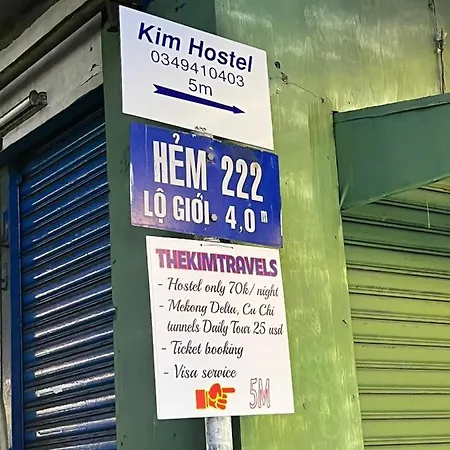 Kim Hostel
0349410403
5m
HẺM 222
LỘ GIỚI 4,0m
THEKIMTRAVELS
- Hostel only 70k/ night
- Mekong Delta, Cu Chi
tunnels Daily Tour 25 usd
- Ticket booking
- Visa service
5M